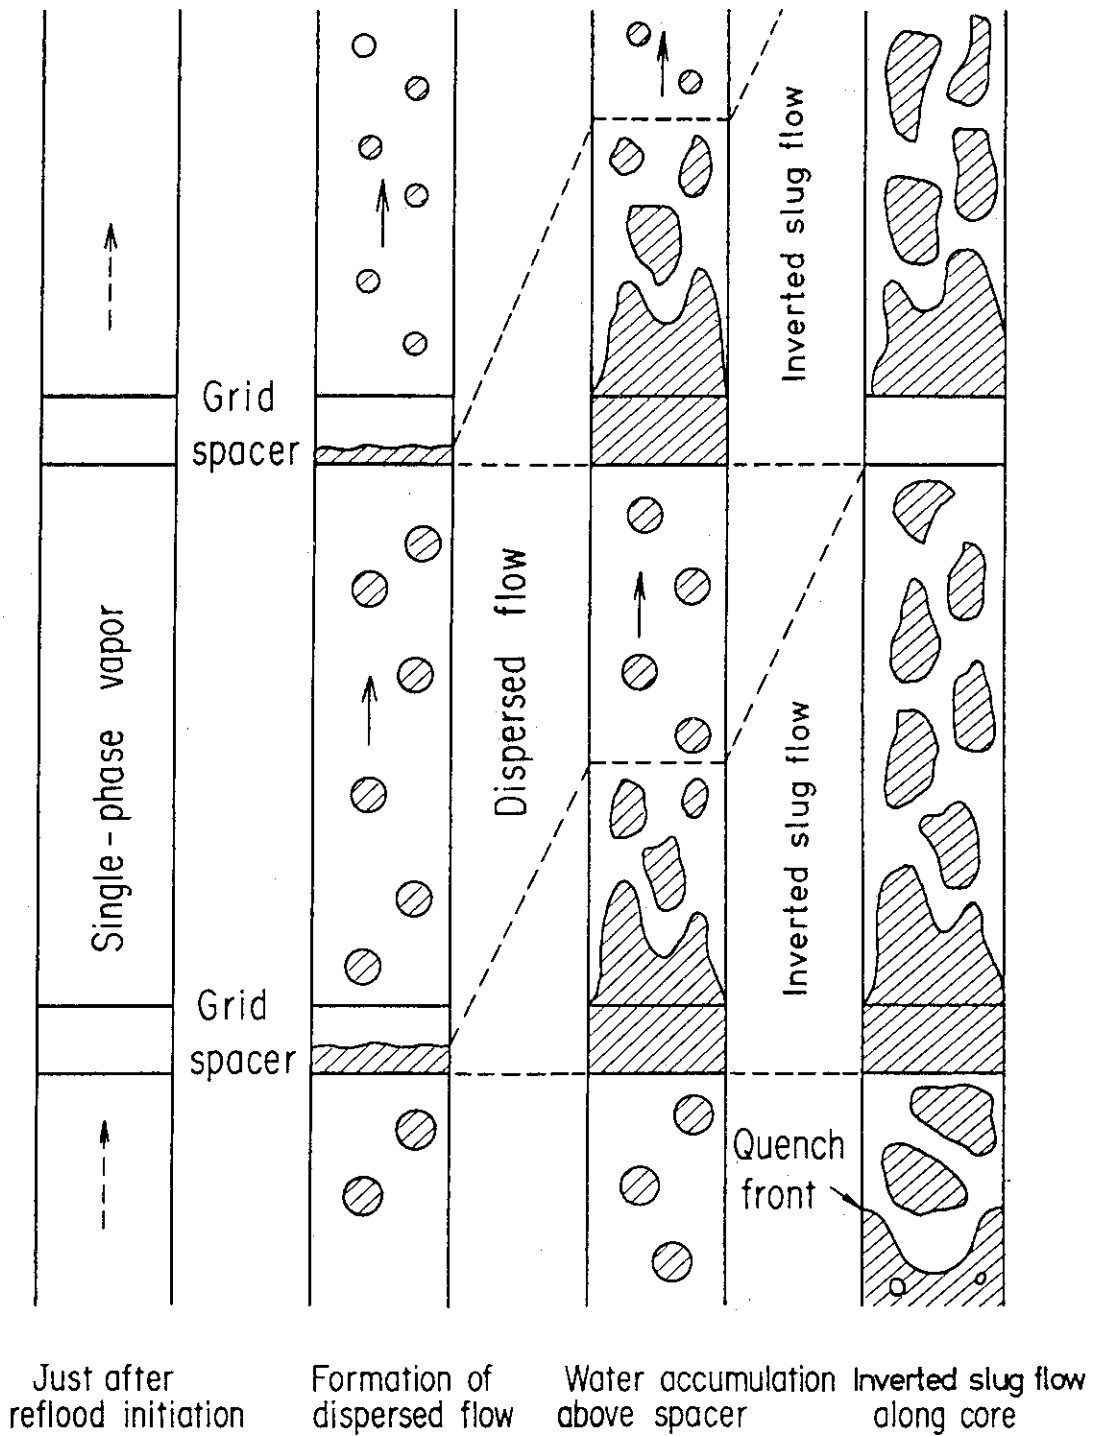 Inverted slug flow
Grid
spacer
Single-phase vapor
Dispersed flow
Inverted slug flow
Grid
spacer
Quench
front
Just after
reflood initiation
Formation of
dispersed flow
Water accumulation
above spacer
Inverted slug flow
along core